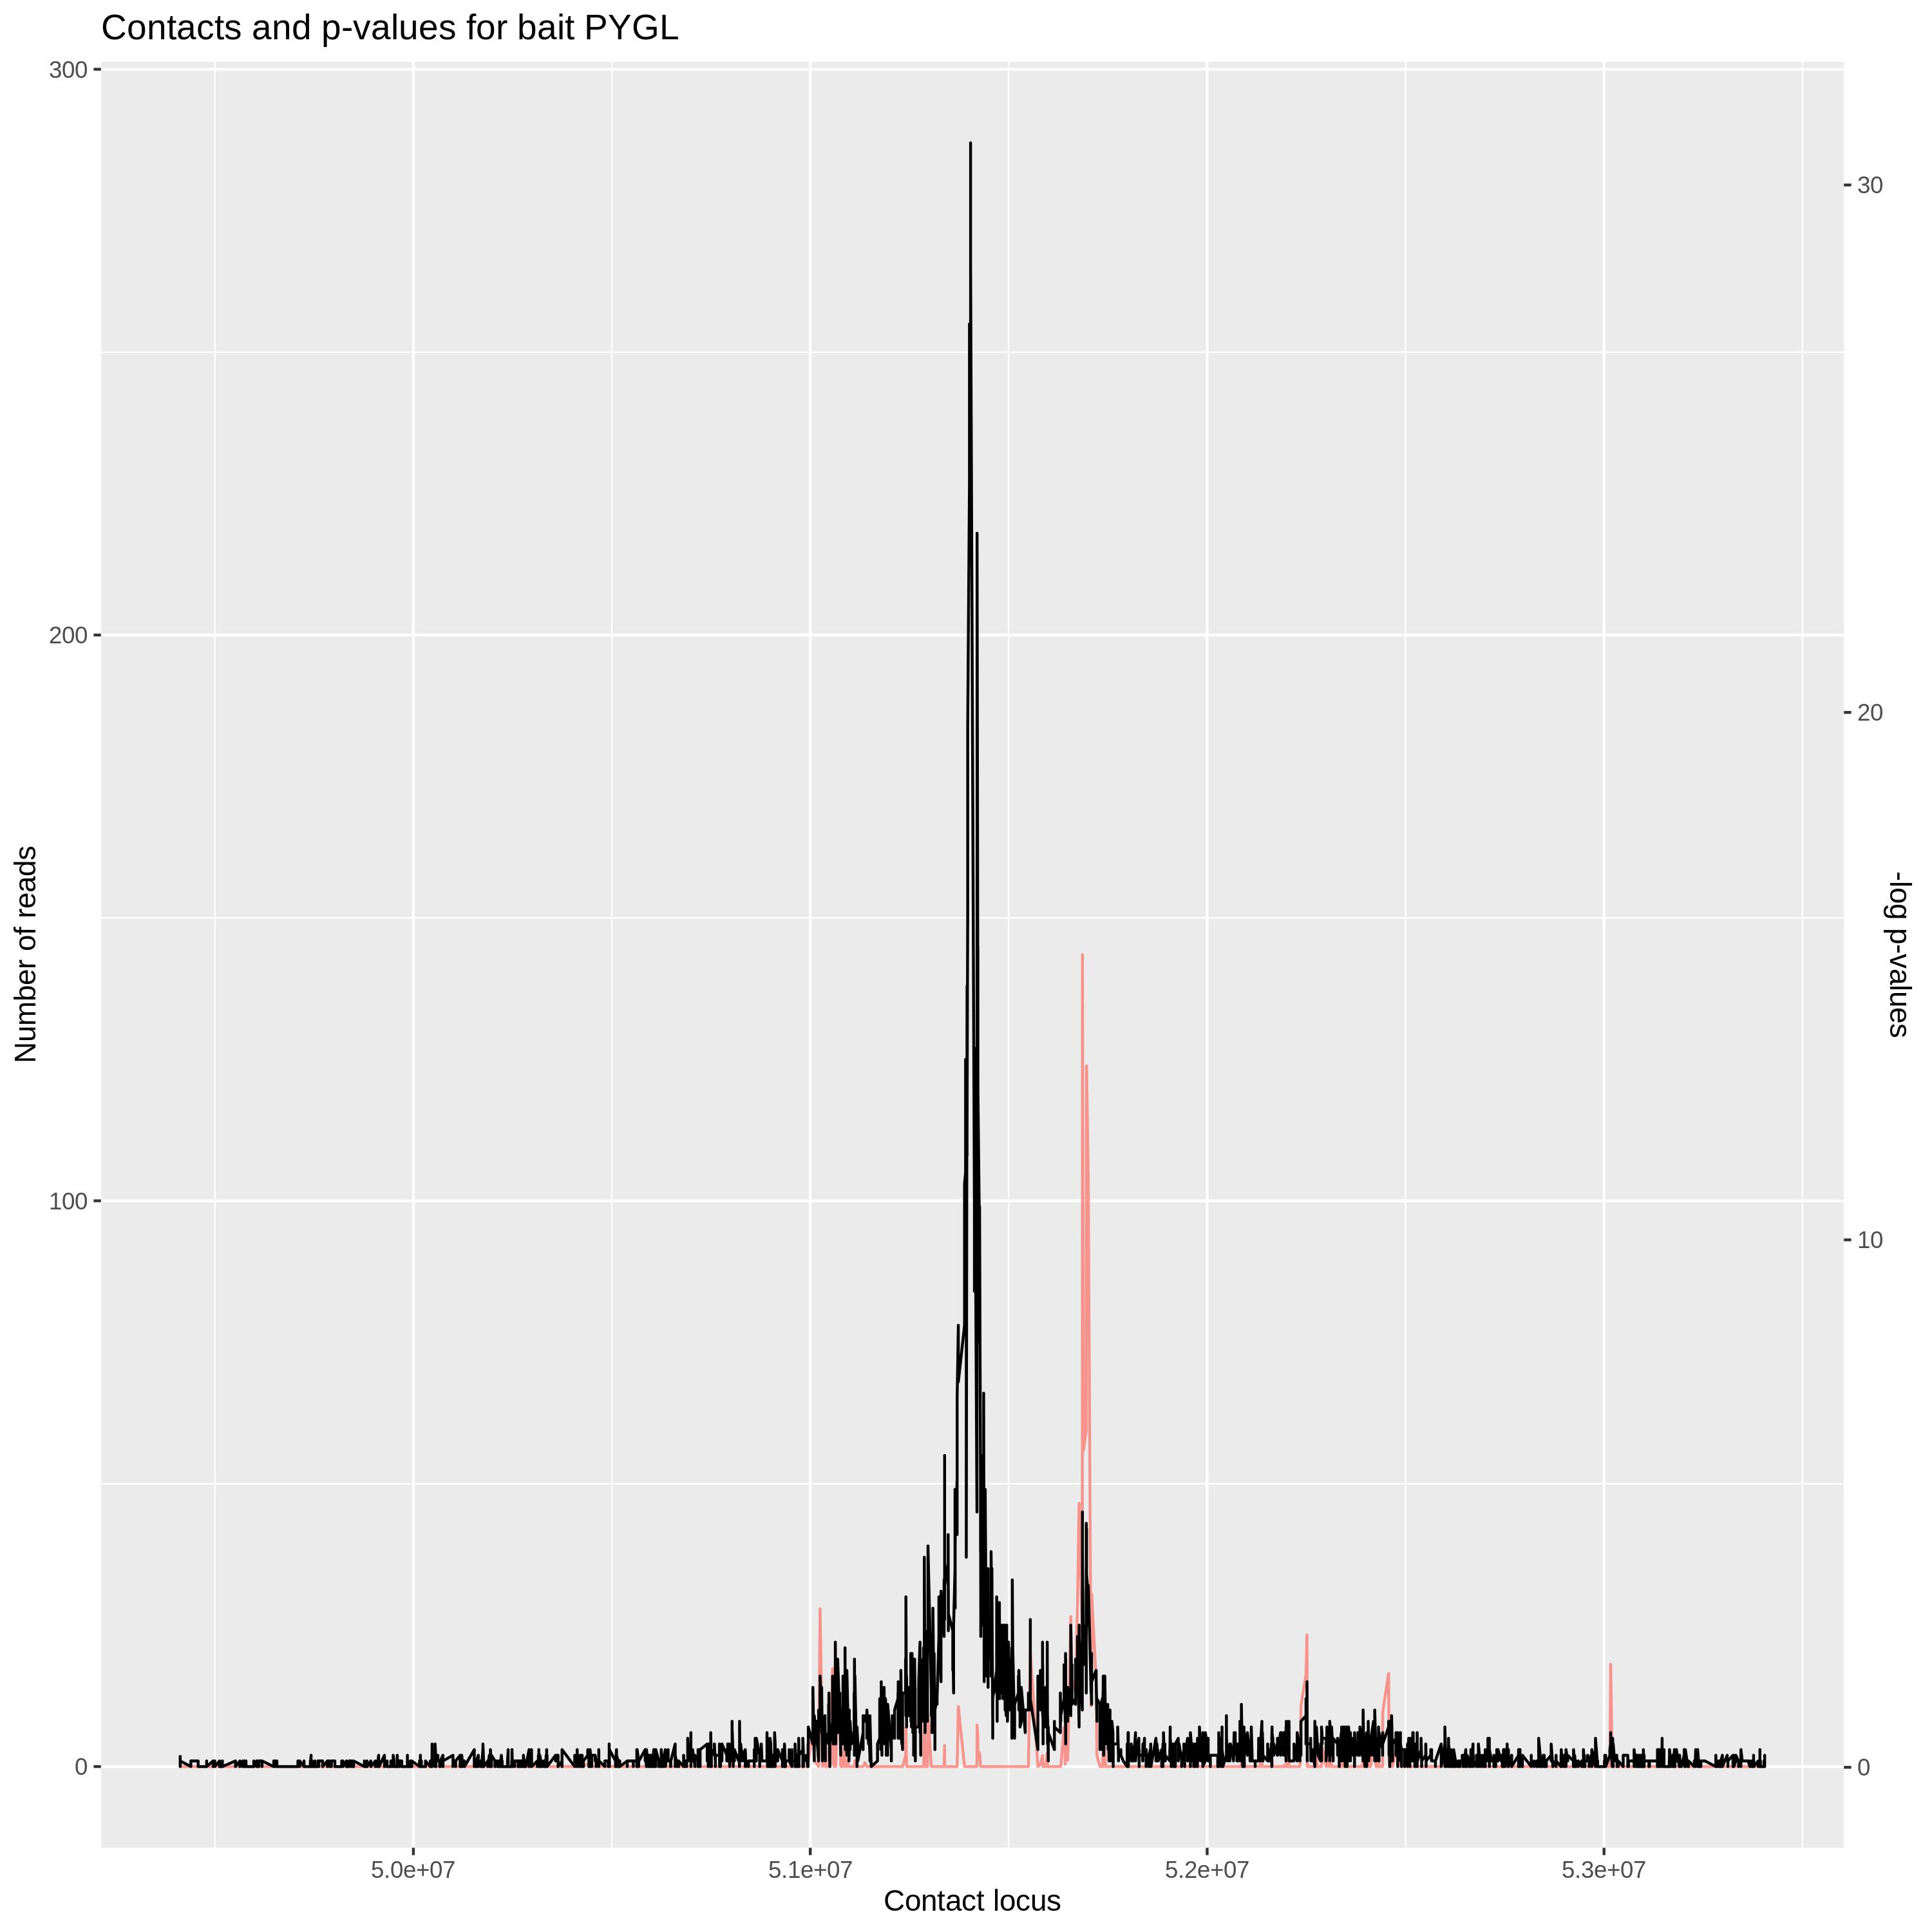 Contacts and p-values for bait PYGL
300
200
100
0
Number of reads
30
20
10
0
-log p-values
5.0e+07 5.1e+07 5.2e+07 5.3e+07
Contact locus